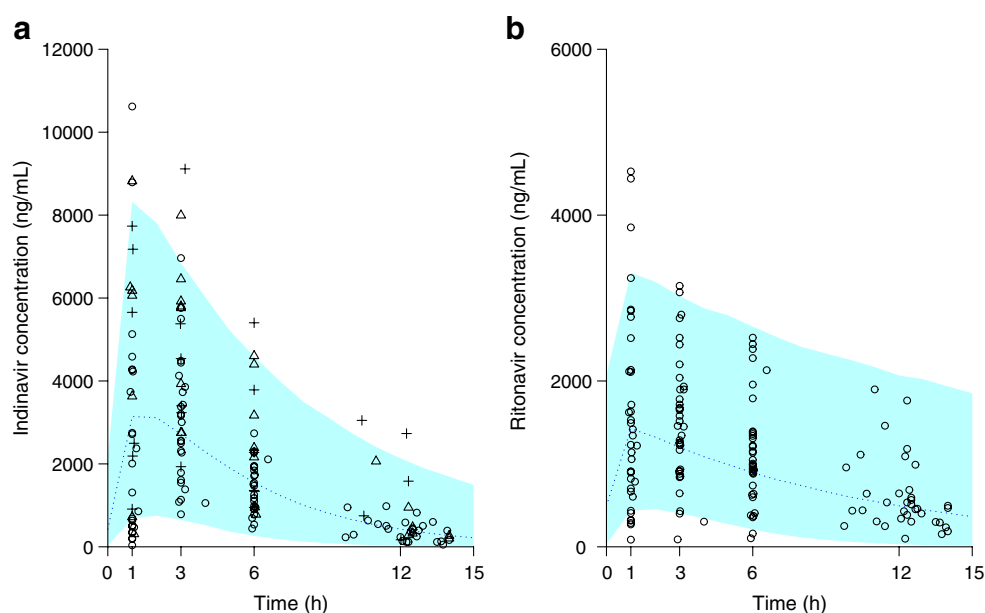 a
12000
10000
8000
6000
4000
2000
0
Indinavir concentration (ng/mL)
0 1 3 6 12 15
Time (h)
b
6000
4000
2000
0
Ritonavir concentration (ng/mL)
0 1 3 6 12 15
Time (h)